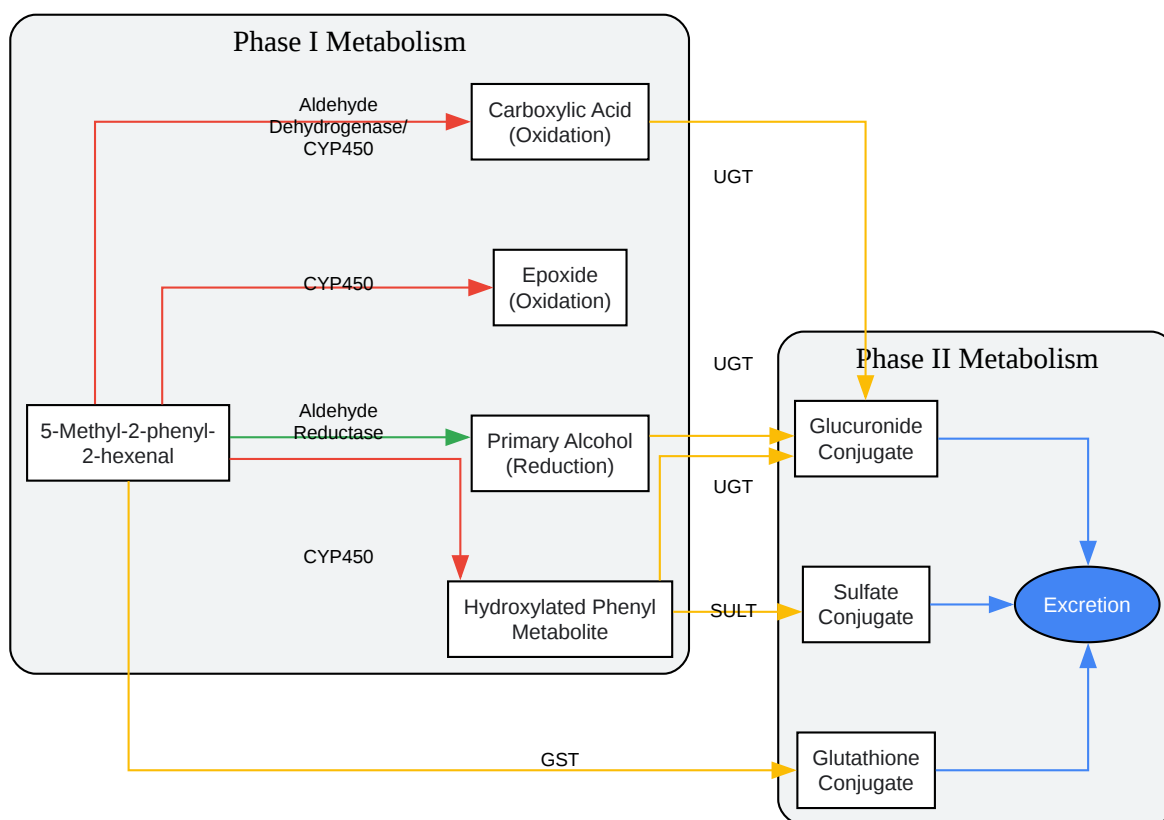 Phase I Metabolism
Aldehyde
Dehydrogenase/
CYP450
Carboxylic Acid
(Oxidation)
UGT
CYP450
Epoxide
(Oxidation)
UGT
Phase II Metabolism
5-Methyl-2-phenyl-
2-hexenal
Aldehyde
Reductase
Primary Alcohol
(Reduction)
Glucuronide
Conjugate
UGT
CYP450
Hydroxylated Phenyl
Metabolite
SULT
Sulfate
Conjugate
Excretion
GST
Glutathione
Conjugate